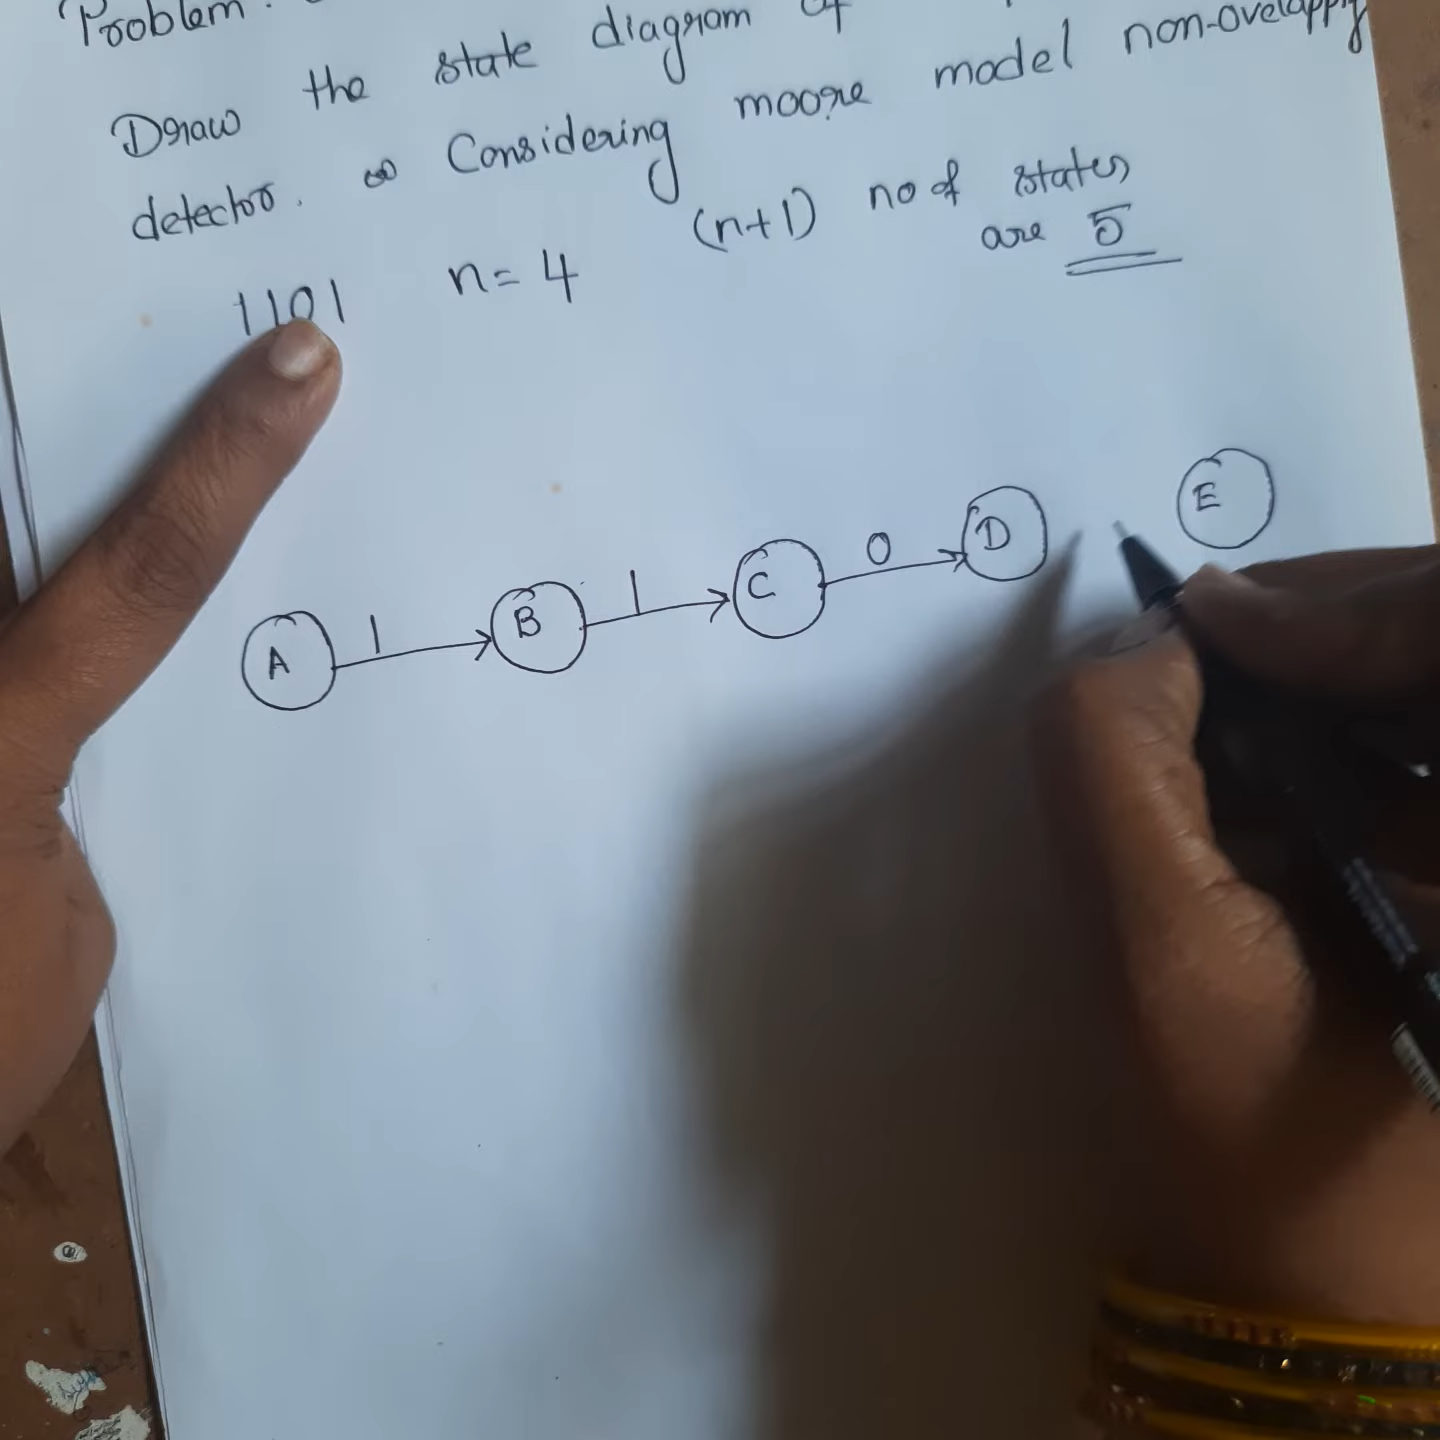 Problem
Draw the state diagram of
detector. Considering moore model non-overlappig
1101 n=4 (n+1) no of states
are 5
A 1 B 1 C 0 D E